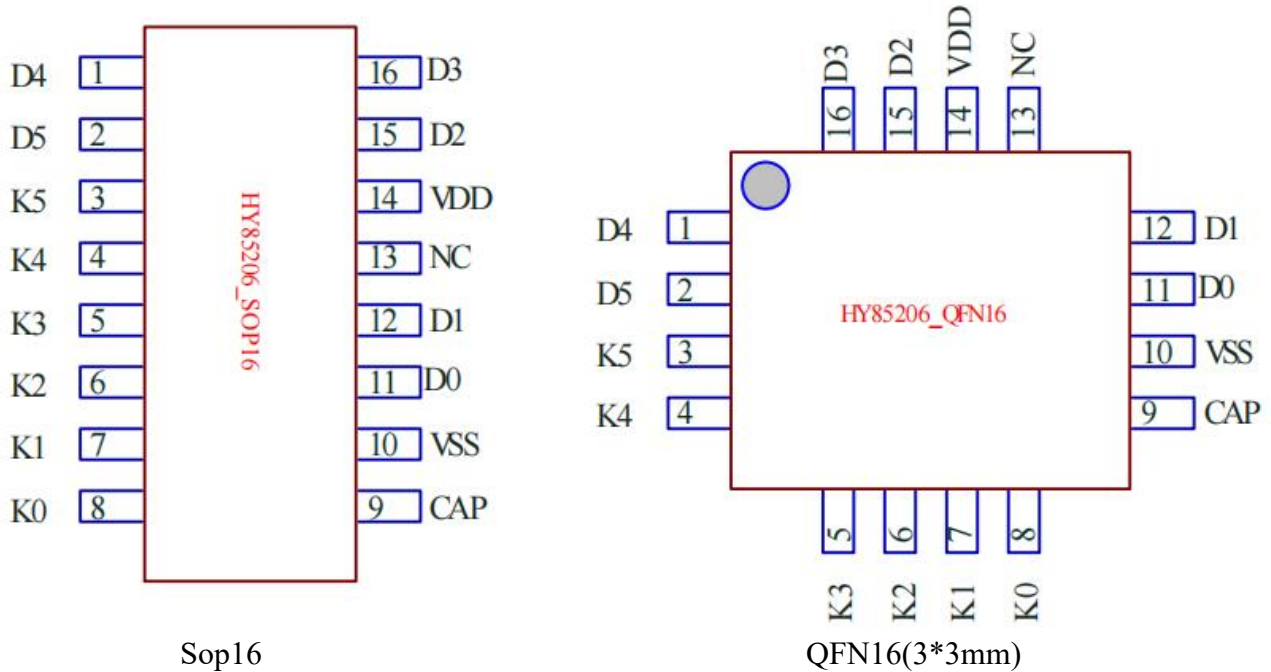 D4 1 16 D3
D5 2 15 D2
K5 3 14 VDD
K4 4 13 NC
K3 5 12 D1
K2 6 11 D0
K1 7 10 VSS
K0 8 9 CAP
HY85206_SOP16
Sop16
D3 D2 VDD NC
16 15 14 13
D4 1 12 D1
D5 2 11 D0
K5 3 10 VSS
K4 4 9 CAP
HY85206_QFN16
5 6 7 8
K3 K2 K1 K0
QFN16(3*3mm)